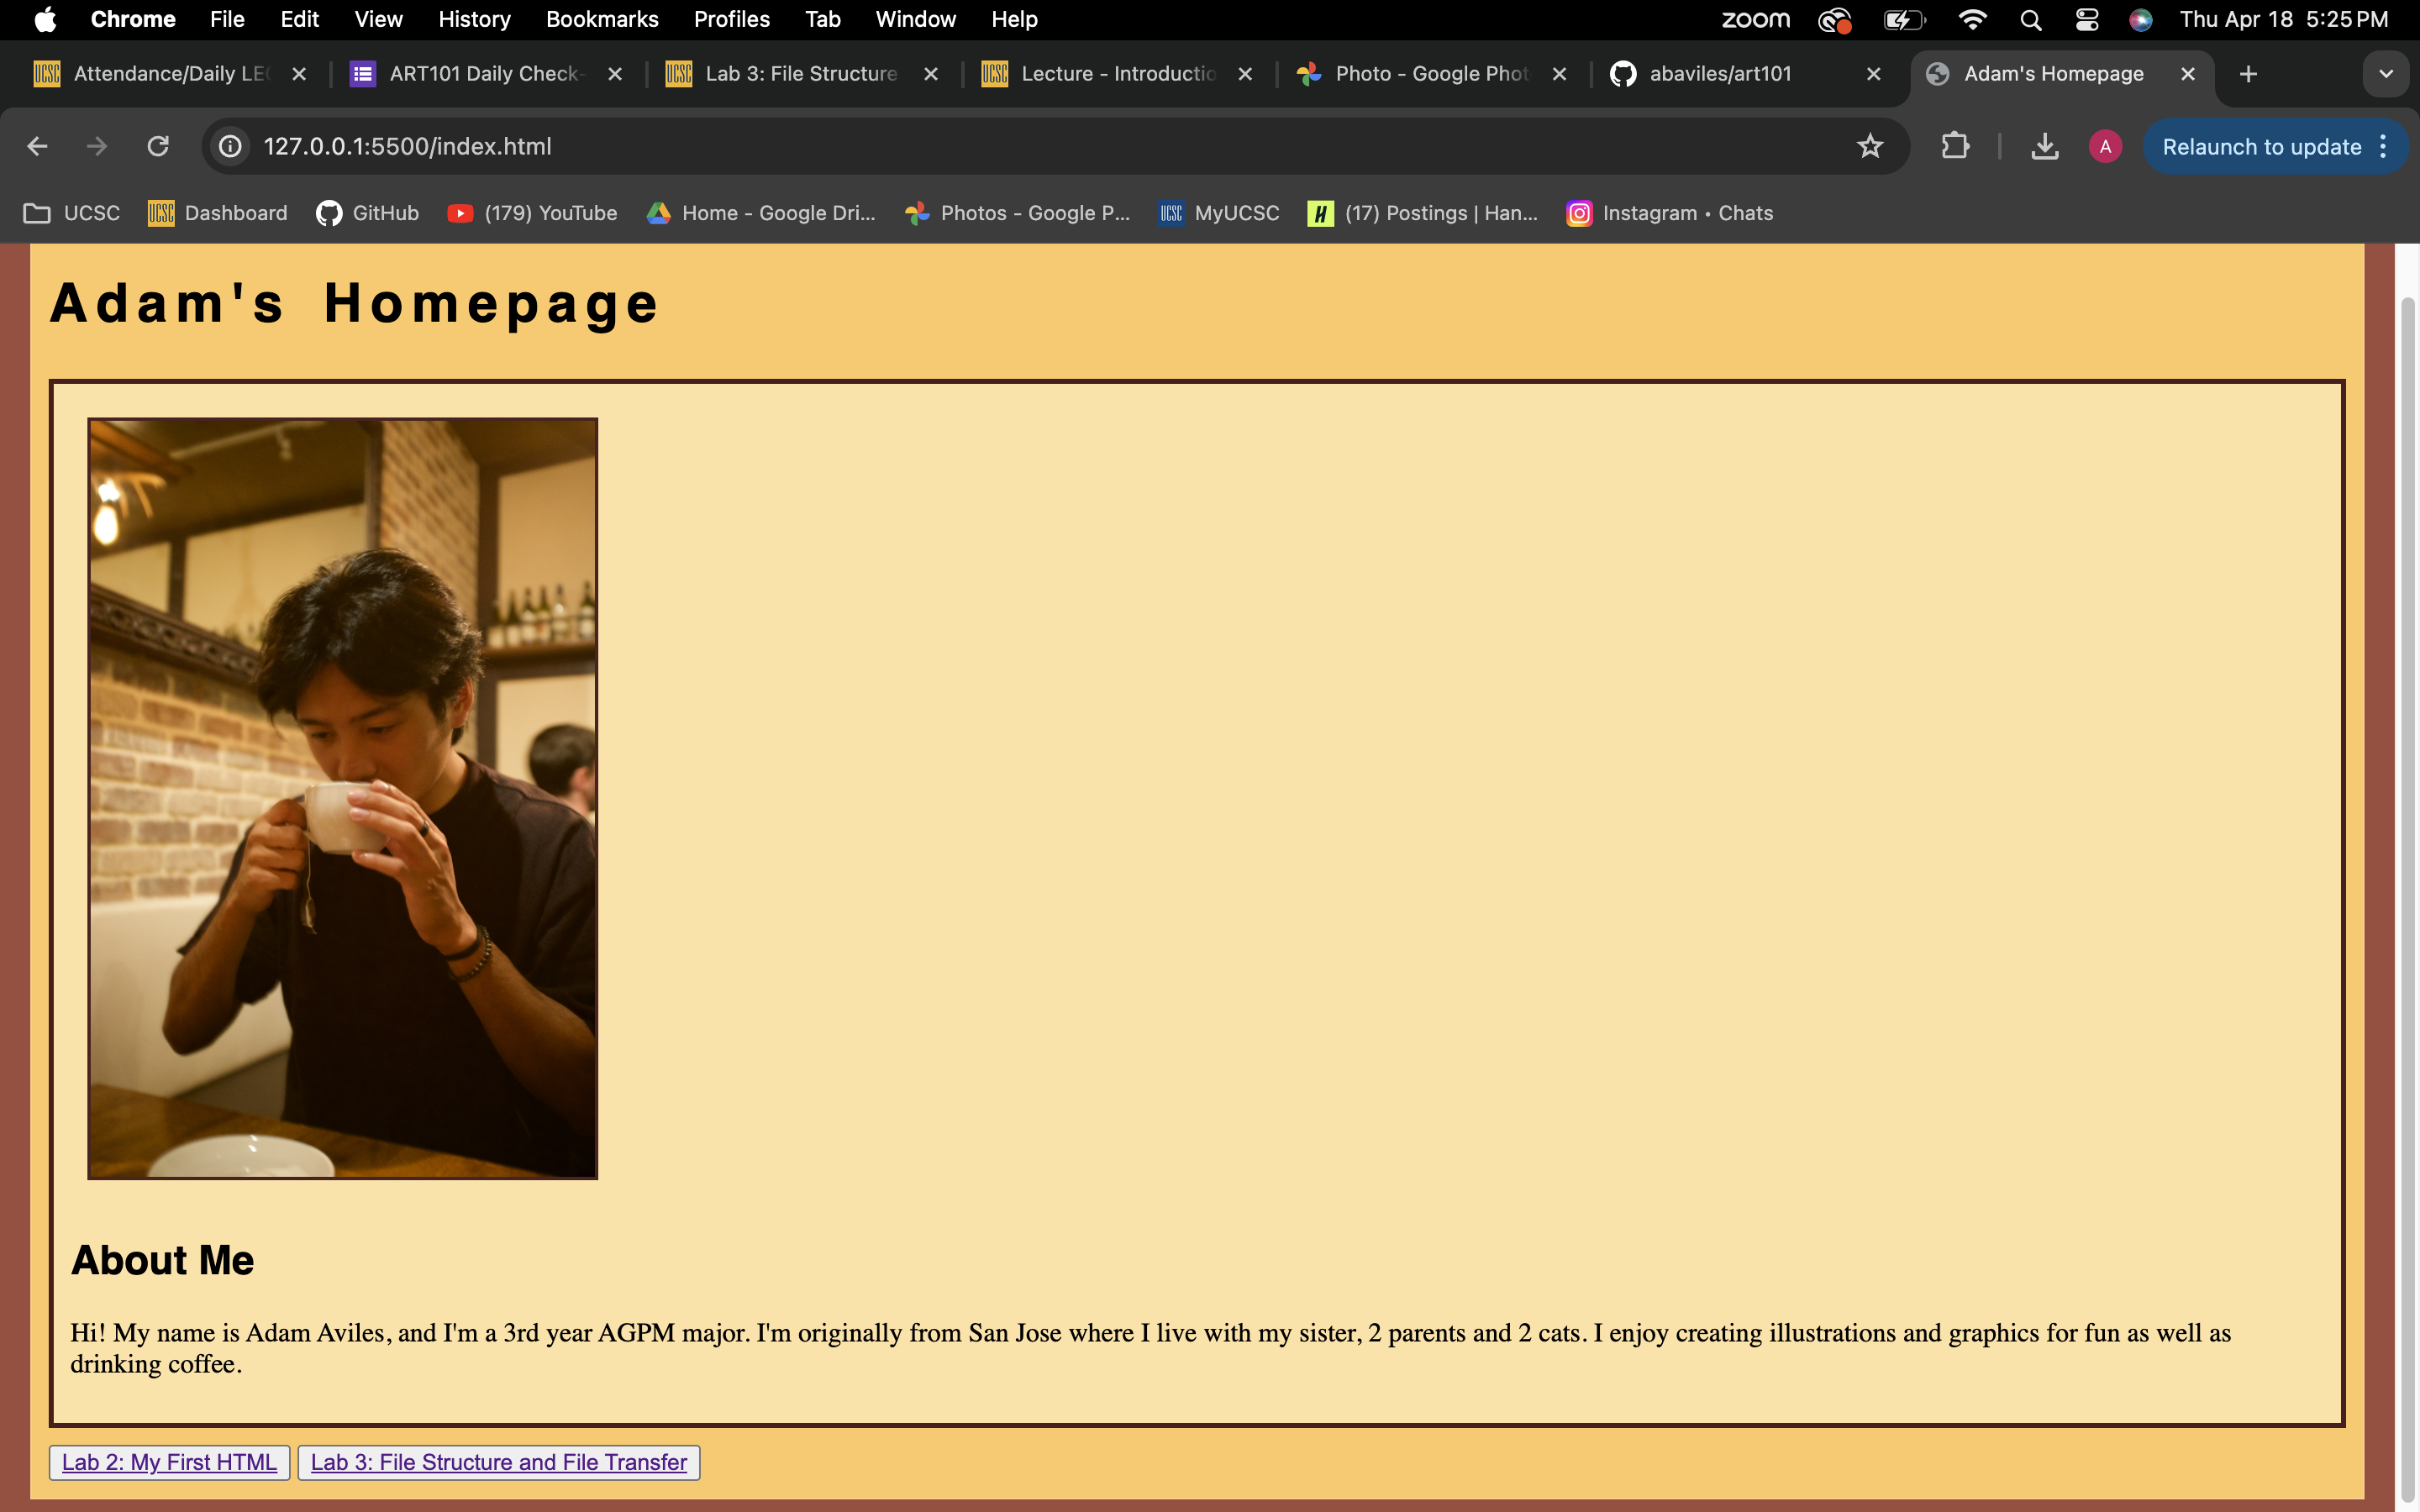 Chrome File Edit View History Bookmarks Profiles Tab Window Help zoom Thu Apr 18 5:25 PM
UCSC Attendance/Daily LE ART101 Daily Check- UCSC Lab 3: File Structure UCSC Lecture - Introductio Photo - Google Phot abaviles/art101 Adam's Homepage
127.0.0.1:5500/index.html A Relaunch to update
UCSC UCSC Dashboard GitHub (179) YouTube Home - Google Dri... Photos - Google P... UCSC MyUCSC H (17) Postings | Han... Instagram • Chats
Adam's Homepage
About Me
Hi! My name is Adam Aviles, and I'm a 3rd year AGPM major. I'm originally from San Jose where I live with my sister, 2 parents and 2 cats. I enjoy creating illustrations and graphics for fun as well as
drinking coffee.
Lab 2: My First HTML Lab 3: File Structure and File Transfer